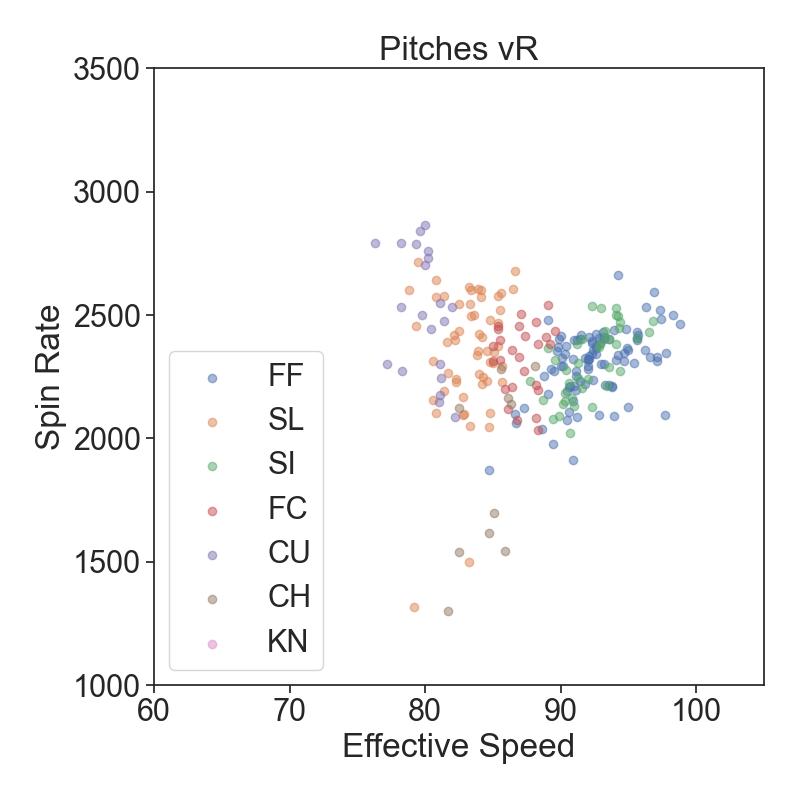 Pitches vR
3500
3000
2500
2000
1500
1000
Spin Rate
FF
SL
SI
FC
CU
CH
KN
60 70 80 90 100
Effective Speed